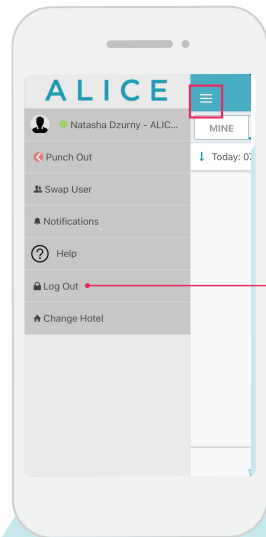 ALICE
Natasha Dzurny - ALIC...
MINE
Punch Out
Today: 07
Swap User
Notifications
? Help
Log Out
Change Hotel